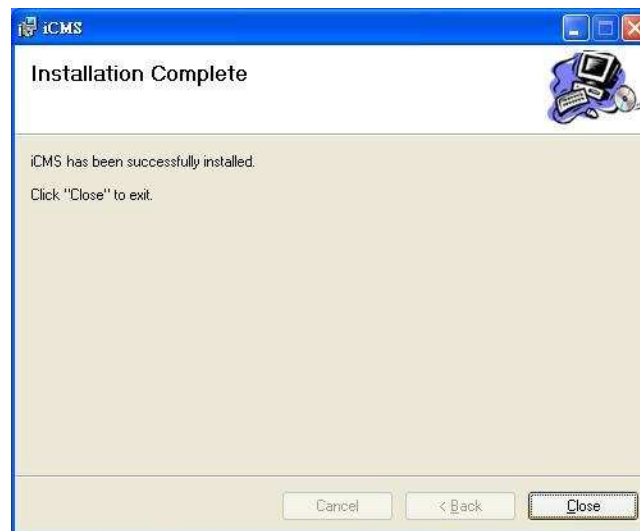 iCMS
Installation Complete
iCMS has been successfully installed.
Click "Close" to exit.
Cancel
< Back
Close